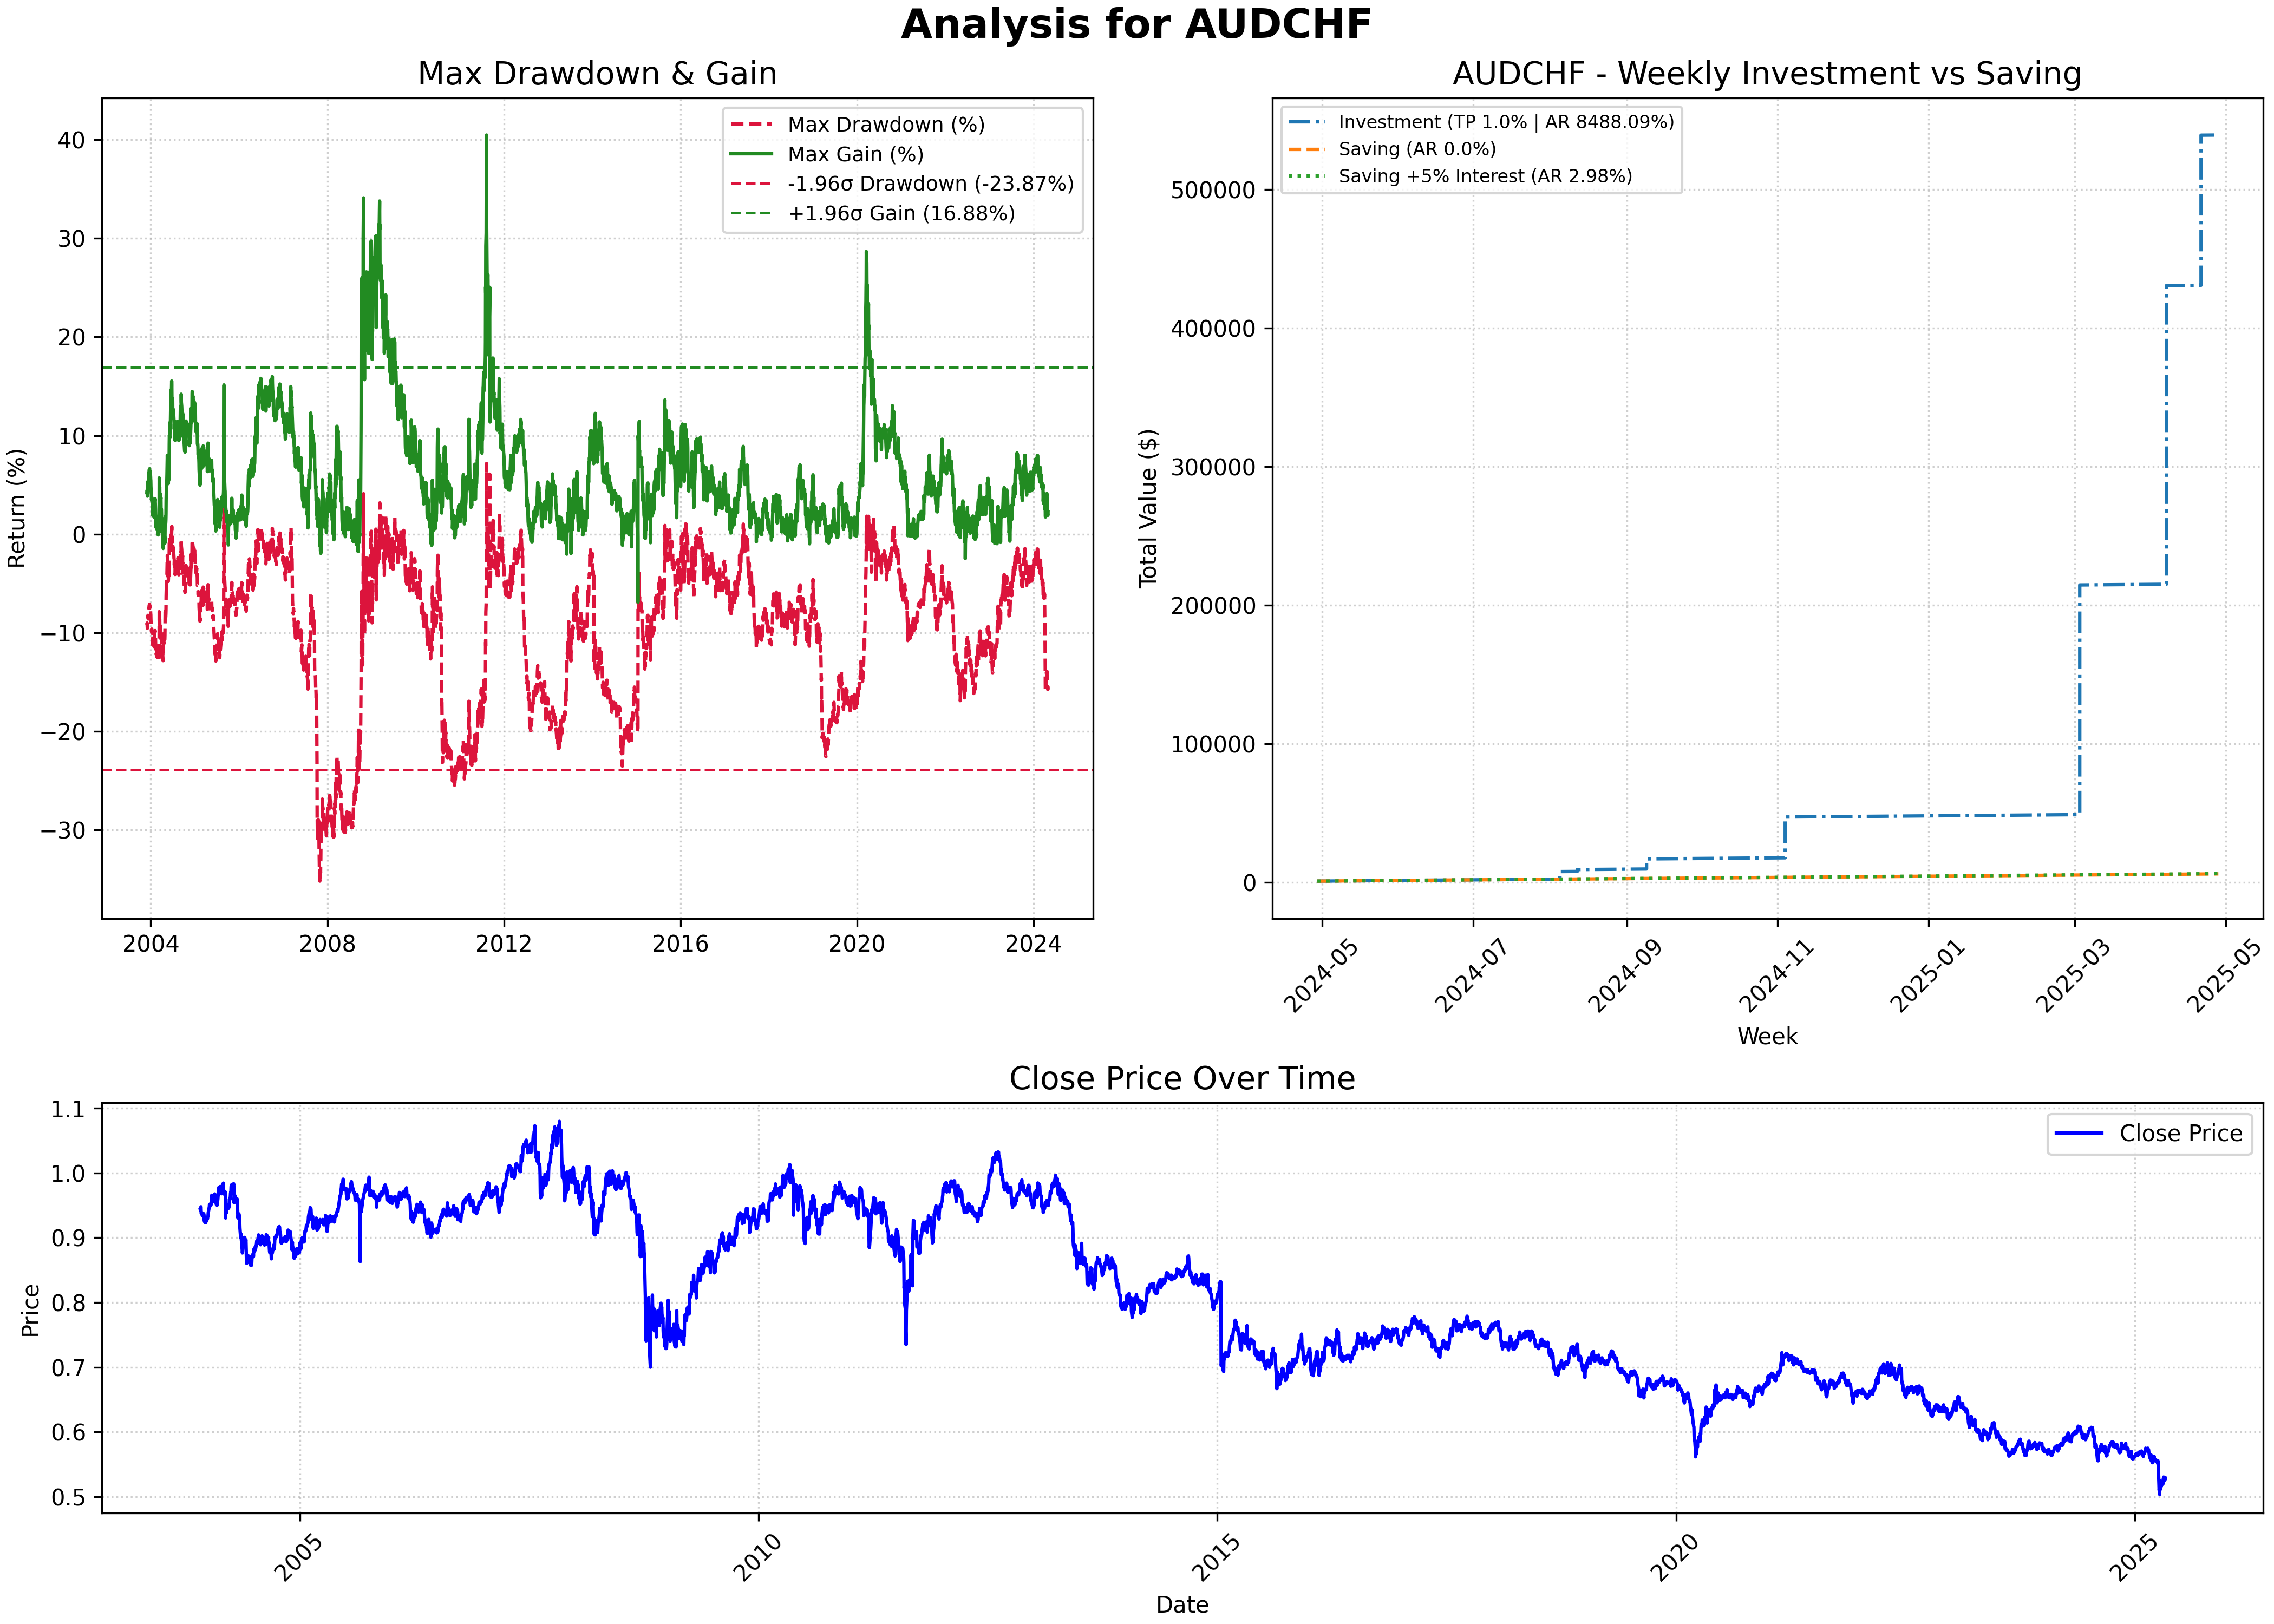 Analysis for AUDCHF
Max Drawdown & Gain
Return (%)
40
30
20
10
0
−10
−20
−30
2004
2008
2012
2016
2020
2024
Max Drawdown (%)
Max Gain (%)
-1.96σ Drawdown (-23.87%)
+1.96σ Gain (16.88%)
AUDCHF - Weekly Investment vs Saving
Total Value ($)
500000
400000
300000
200000
100000
0
2024-05
2024-07
2024-09
2024-11
2025-01
2025-03
2025-05
Week
Investment (TP 1.0% | AR 8488.09%)
Saving (AR 0.0%)
Saving +5% Interest (AR 2.98%)
Close Price Over Time
Price
1.1
1.0
0.9
0.8
0.7
0.6
0.5
2005
2010
2015
2020
2025
Date
Close Price